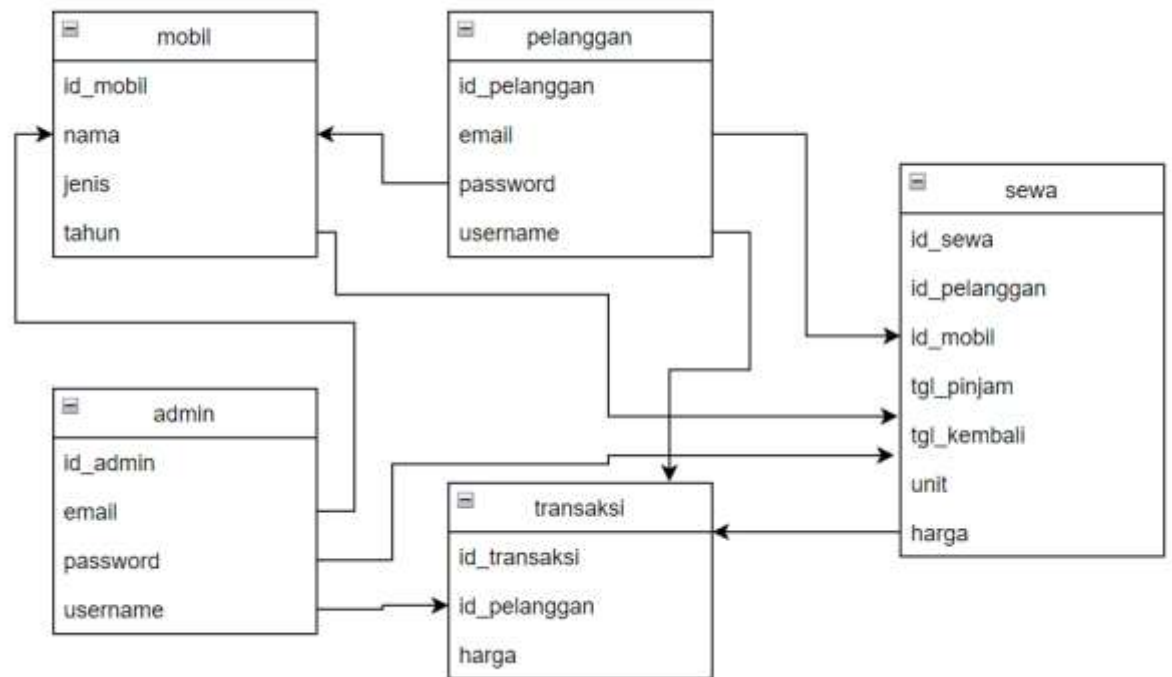 mobil
id_mobil
nama
jenis
tahun
pelanggan
id_pelanggan
email
password
username
sewa
id_sewa
id_pelanggan
id_mobil
tgl_pinjam
tgl_kembali
unit
harga
admin
id_admin
email
password
username
transaksi
id_transaksi
id_pelanggan
harga